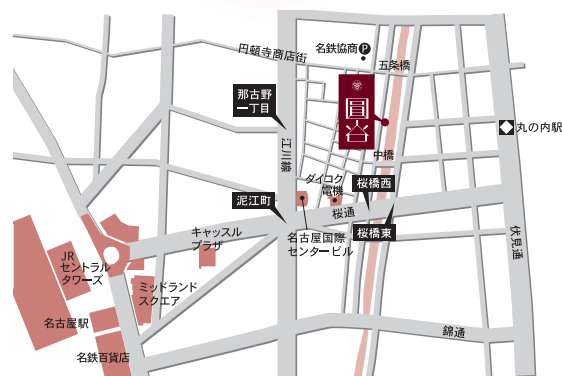 円頓寺商店街
名鉄協商
P
五条橋
那古野
一丁目
丸の内駅
江川線
中橋
ダイコク
電機
桜橋西
泥江町
桜通
桜橋東
キャッスル
プラザ
名古屋国際
センタービル
伏見通
JR
セントラル
タワーズ
ミッドランド
スクエア
名古屋駅
錦通
名鉄百貨店